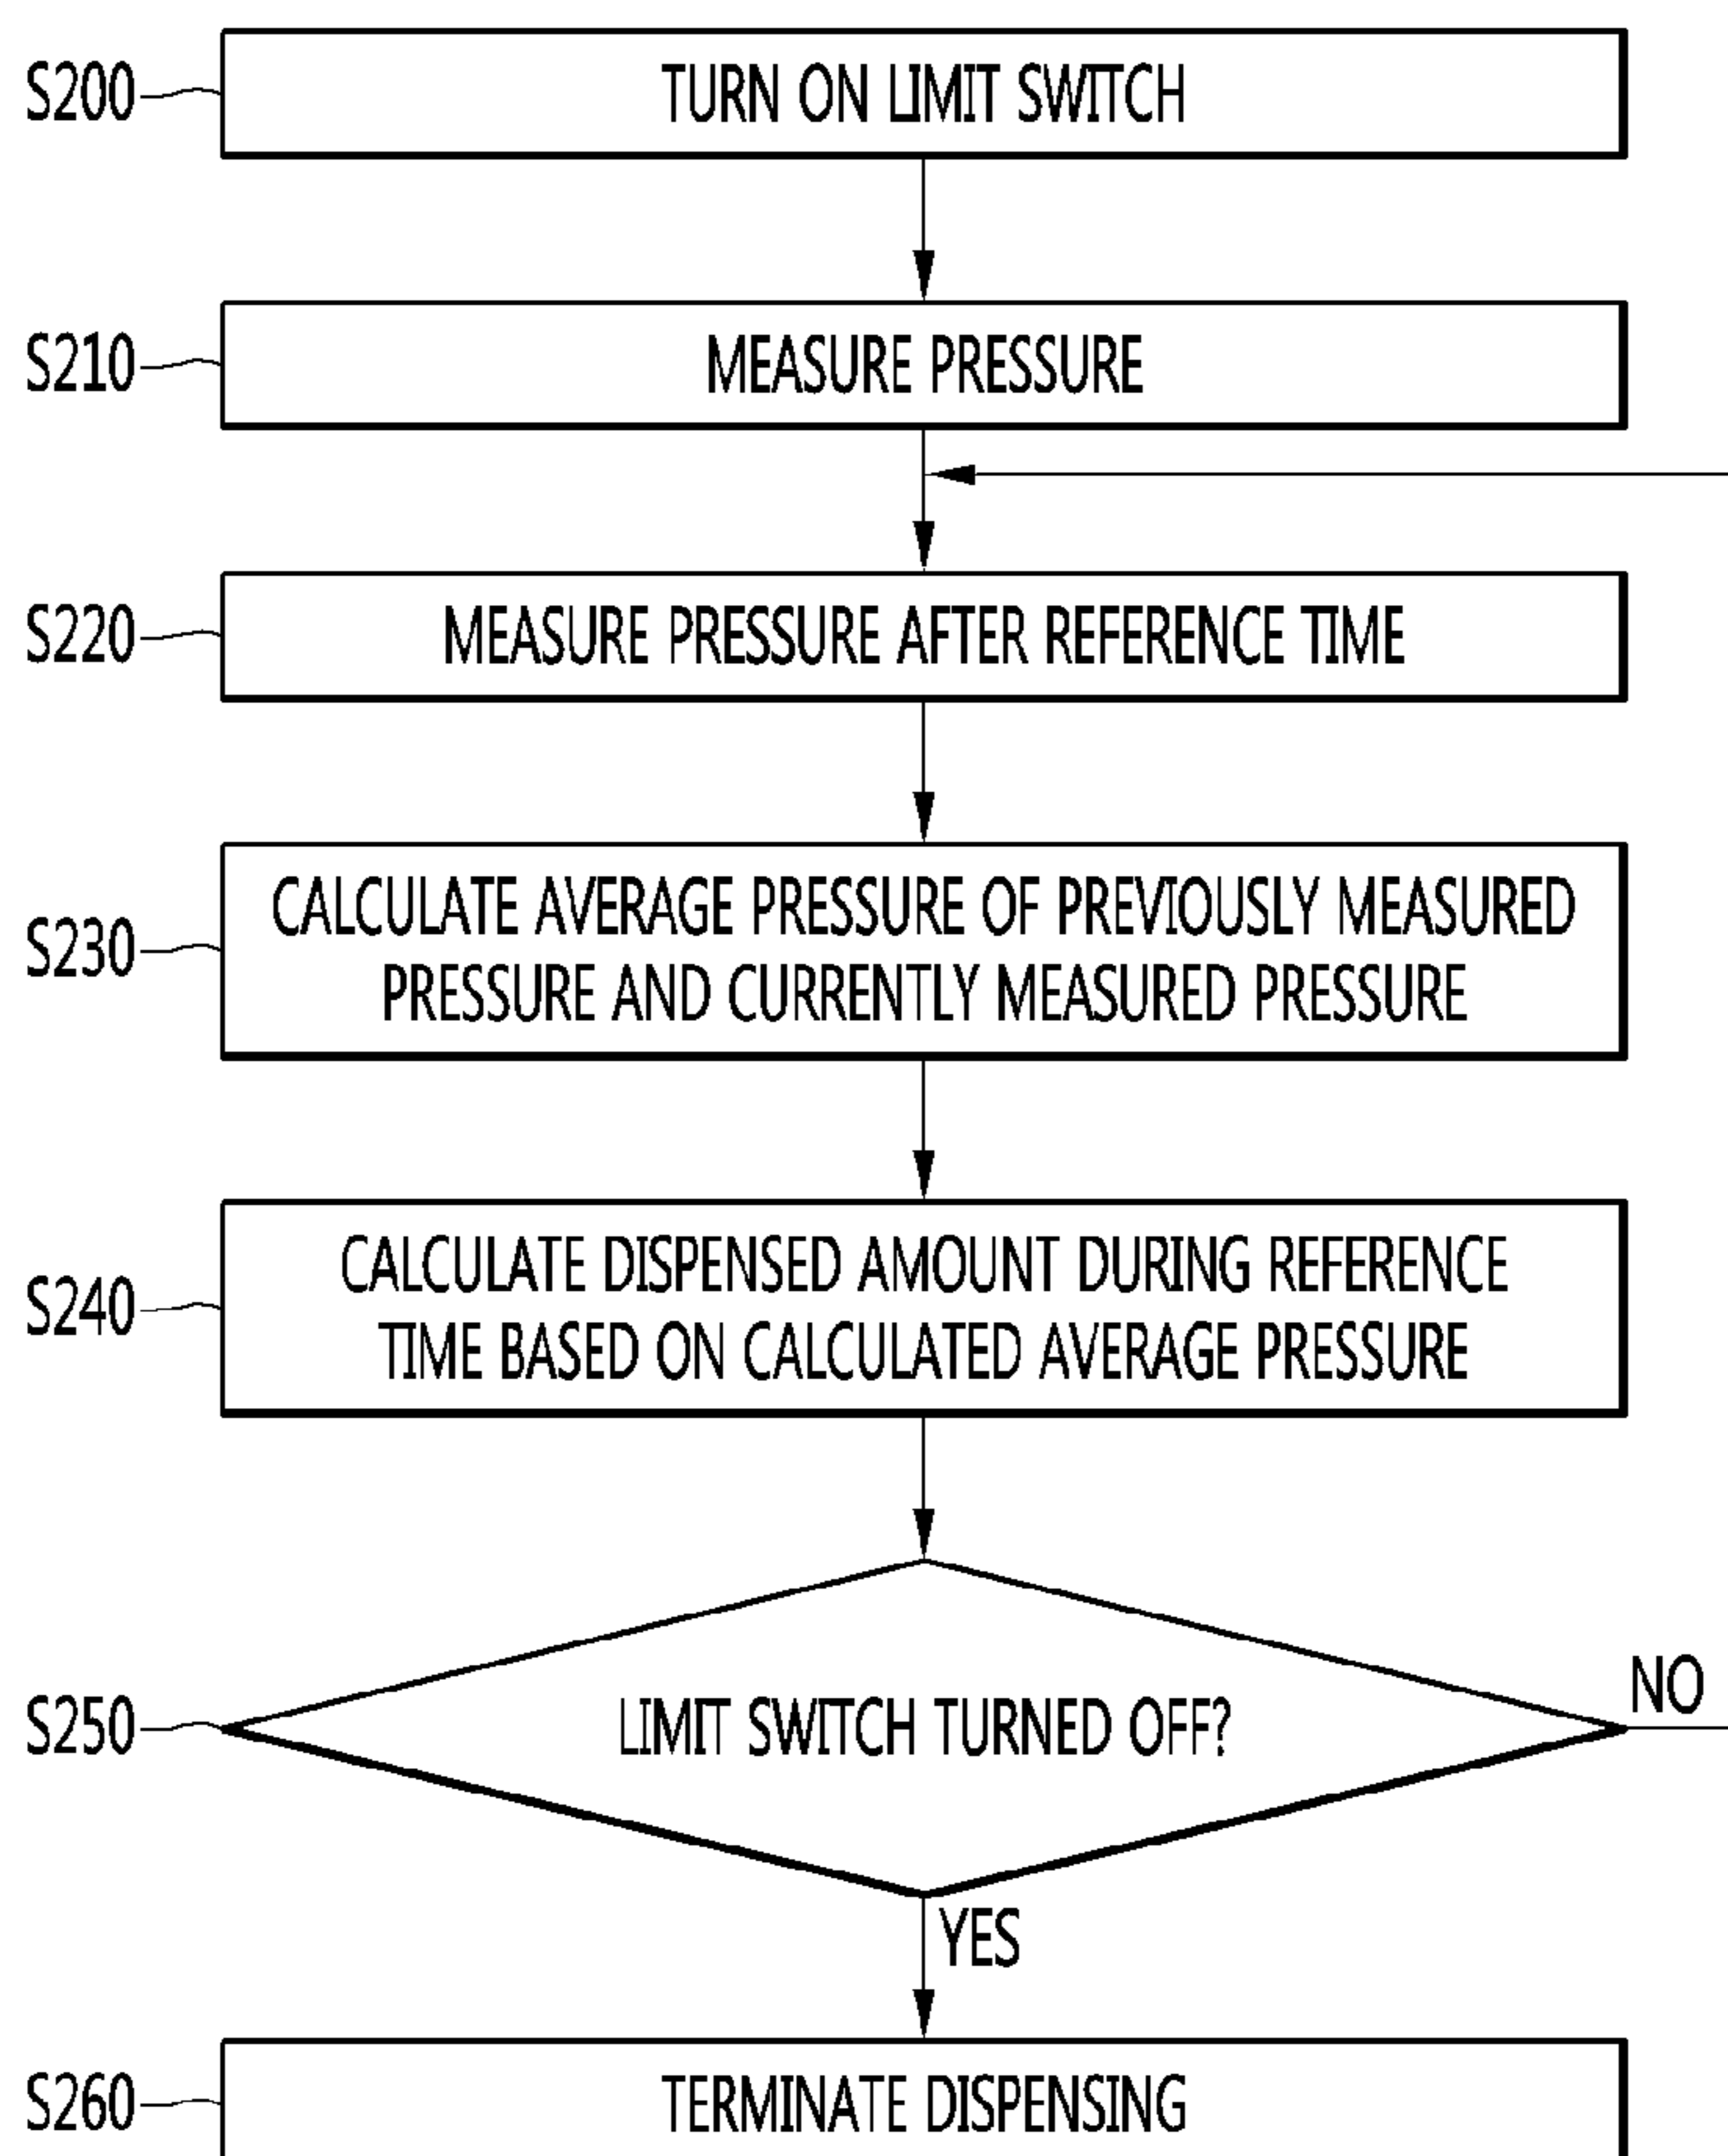 S200
TURN ON LIMIT SWITCH
S210
MEASURE PRESSURE
S220
MEASURE PRESSURE AFTER REFERENCE TIME
S230
CALCULATE AVERAGE PRESSURE OF PREVIOUSLY MEASURED
PRESSURE AND CURRENTLY MEASURED PRESSURE
S240
CALCULATE DISPENSED AMOUNT DURING REFERENCE
TIME BASED ON CALCULATED AVERAGE PRESSURE
S250
LIMIT SWITCH TURNED OFF?
NO
YES
S260
TERMINATE DISPENSING